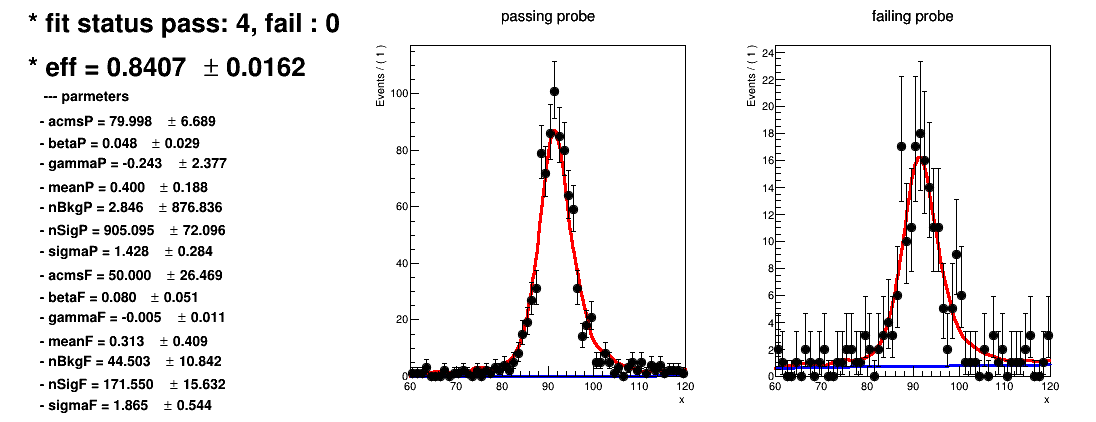 * fit status pass: 4, fail : 0
* eff = 0.8407 ± 0.0162
--- parmeters
- acmsP = 79.998 ± 6.689
- betaP = 0.048 ± 0.029
- gammaP = -0.243 ± 2.377
- meanP = 0.400 ± 0.188
- nBkgP = 2.846 ± 876.836
- nSigP = 905.095 ± 72.096
- sigmaP = 1.428 ± 0.284
- acmsF = 50.000 ± 26.469
- betaF = 0.080 ± 0.051
- gammaF = -0.005 ± 0.011
- meanF = 0.313 ± 0.409
- nBkgF = 44.503 ± 10.842
- nSigF = 171.550 ± 15.632
- sigmaF = 1.865 ± 0.544
passing probe
Events / ( 1 )
100
80
60
40
20
0
60 70 80 90 100 110 120
x
failing probe
Events / ( 1 )
24
22
20
18
16
14
12
10
8
6
4
2
0
60 70 80 90 100 110 120
x